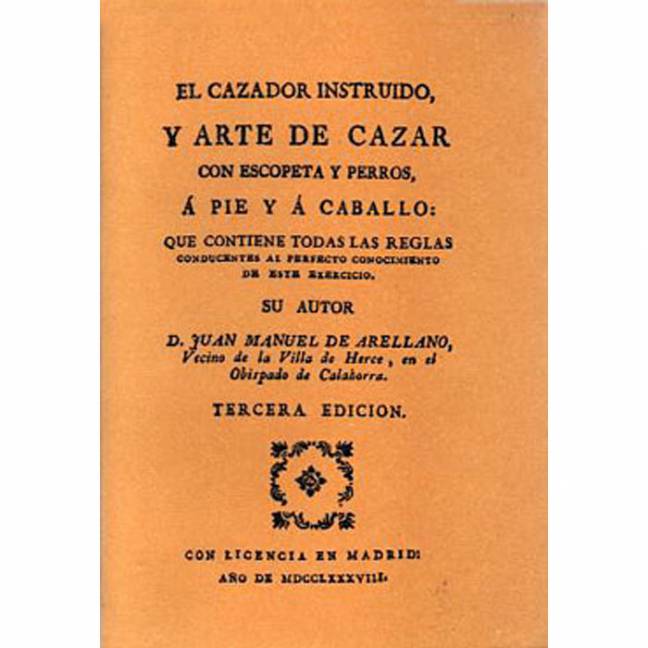 EL CAZADOR INSTRUIDO,
Y ARTE DE CAZAR
CON ESCOPETA Y PERROS,
Á PIE Y Á CABALLO:
QUE CONTIENE TODAS LAS REGLAS
CONDUCENTES AL PERFECTO CONOCIMIENTO
DE ESTE EXERCICIO.
SU AUTOR
D. JUAN MANUEL DE ARELLANO,
Vecino de la Villa de Herce, en el
Obispado de Calahorra.
TERCERA EDICION.
CON LICENCIA EN MADRID:
AÑO DE MDCCLXXXVIII.